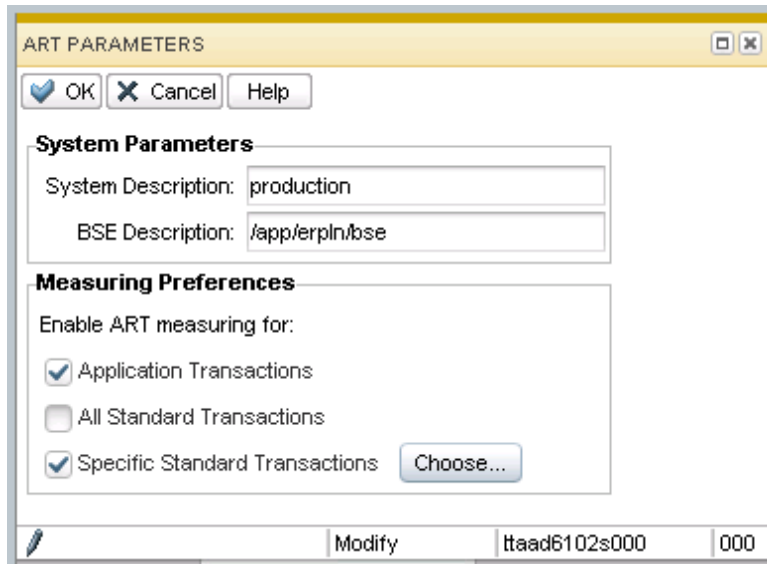 ART PARAMETERS
OK Cancel Help
System Parameters
System Description: production
BSE Description: /app/erpln/bse
Measuring Preferences
Enable ART measuring for:
Application Transactions
All Standard Transactions
Specific Standard Transactions Choose...
Modify ttaad6102s000 000